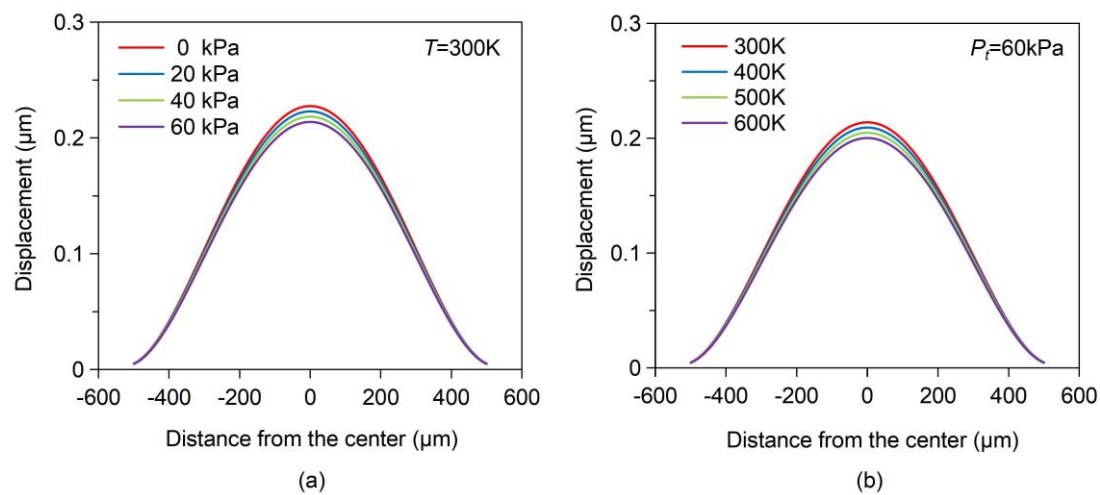 0.3
0 kPa
20 kPa
40 kPa
60 kPa
T=300K
0.2
0.1
0
Displacement (μm)
-600 -400 -200 0 200 400 600
Distance from the center (μm)
(a)
0.3
300K
400K
500K
600K
Pt=60kPa
0.2
0.1
0
Displacement (μm)
-600 -400 -200 0 200 400 600
Distance from the center (μm)
(b)